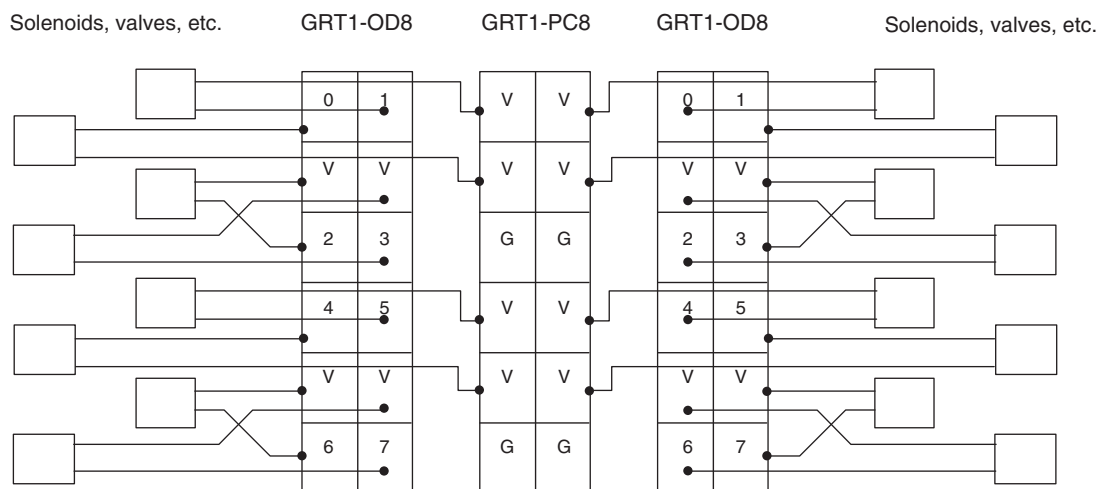 Solenoids, valves, etc. GRT1-OD8 GRT1-PC8 GRT1-OD8 Solenoids, valves, etc.
0 1 V V 0 1
V V V V V V
2 3 G G 2 3
4 5 V V 4 5
V V V V V V
6 7 G G 6 7